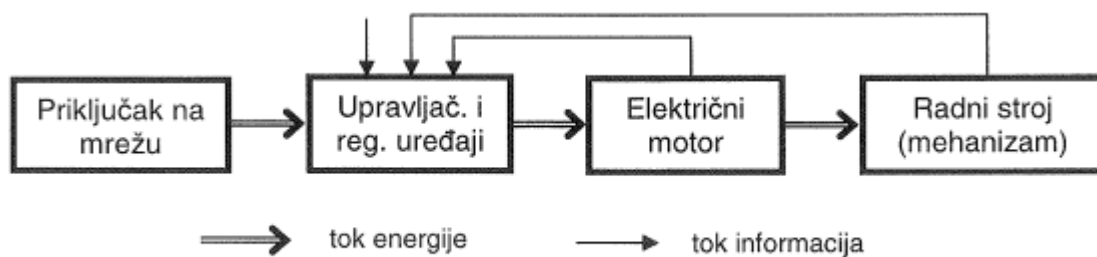 Priključak na
mrežu
Upravljač. i
reg. uređaji
Električni
motor
Radni stroj
(mehanizam)
tok energije
tok informacija